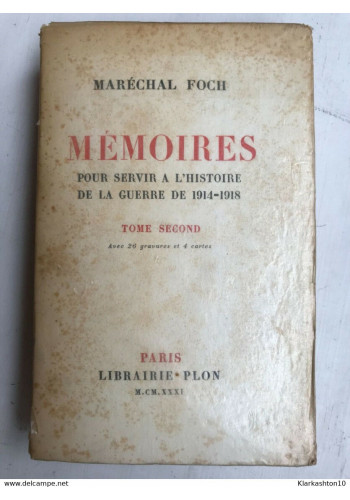 MARÉCHAL FOCH
MÉMOIRES
POUR SERVIR A L'HISTOIRE
DE LA GUERRE DE 1914-1918
TOME SECOND
Avec 20 gravures et 4 cartes
PARIS
LIBRAIRIE PLON
M.CM.XXXI
delcampe.net
Klarkashton10